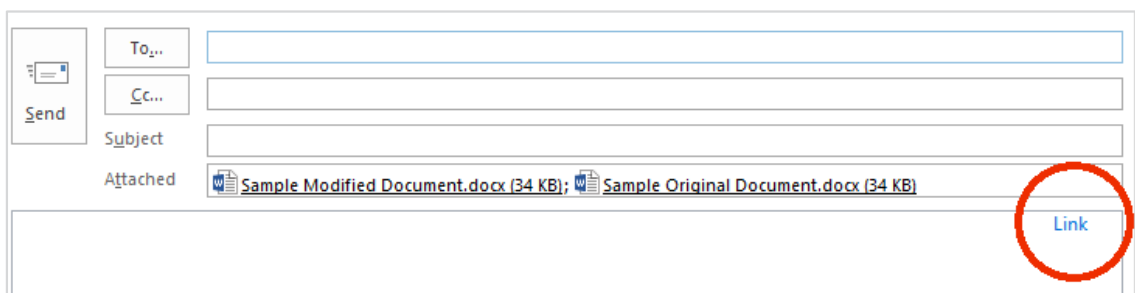 To...
Cc...
Send
Subject
Attached
Sample Modified Document.docx (34 KB); Sample Original Document.docx (34 KB)
Link